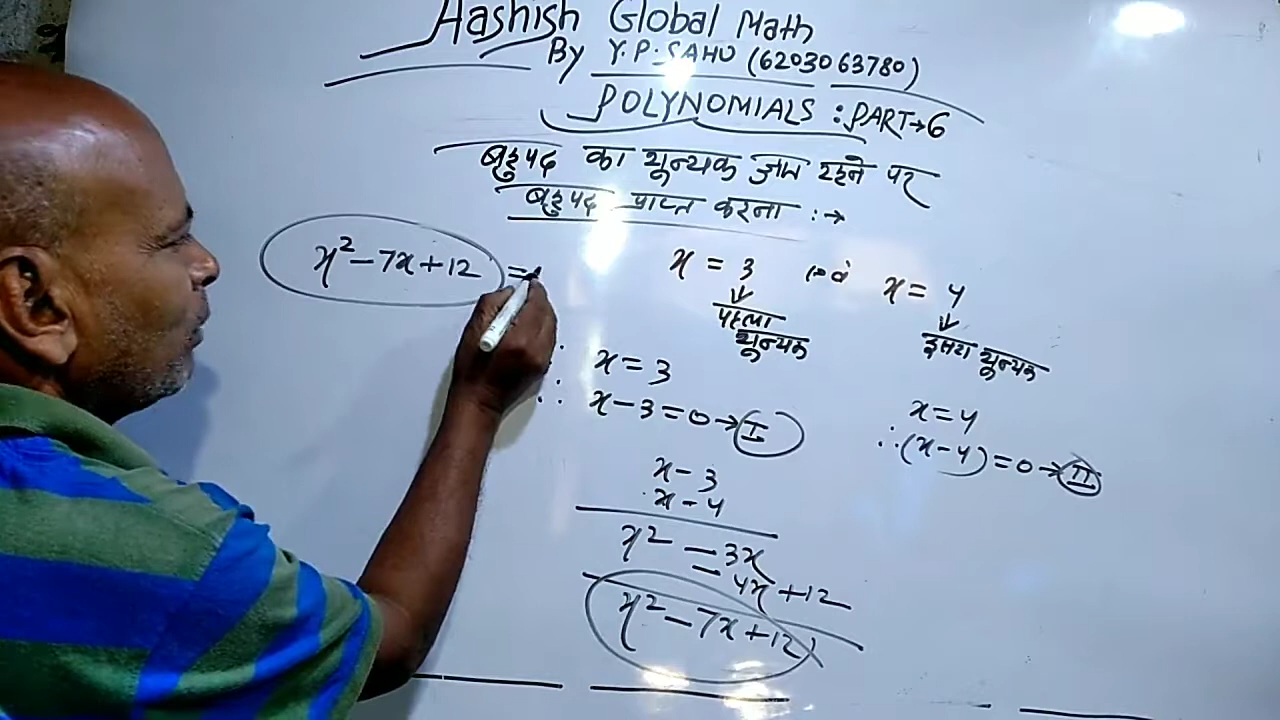 Aashish Global Math
By Y.P. SAHU (6203063780)
POLYNOMIALS : PART→6
बहुपद का शून्यक ज्ञात रहने पर
बहुपद प्राप्त करना :→
x² - 7x + 12 =
x = 3 एवं x = 4
↓ ↓
पहला शून्यक दूसरा शून्यक
∴ x = 3
∴ x - 3 = 0 → I
x = 4
∴ (x - 4) = 0 → II
x - 3
x - 4
x² - 3x
- 4x + 12
x² - 7x + 12